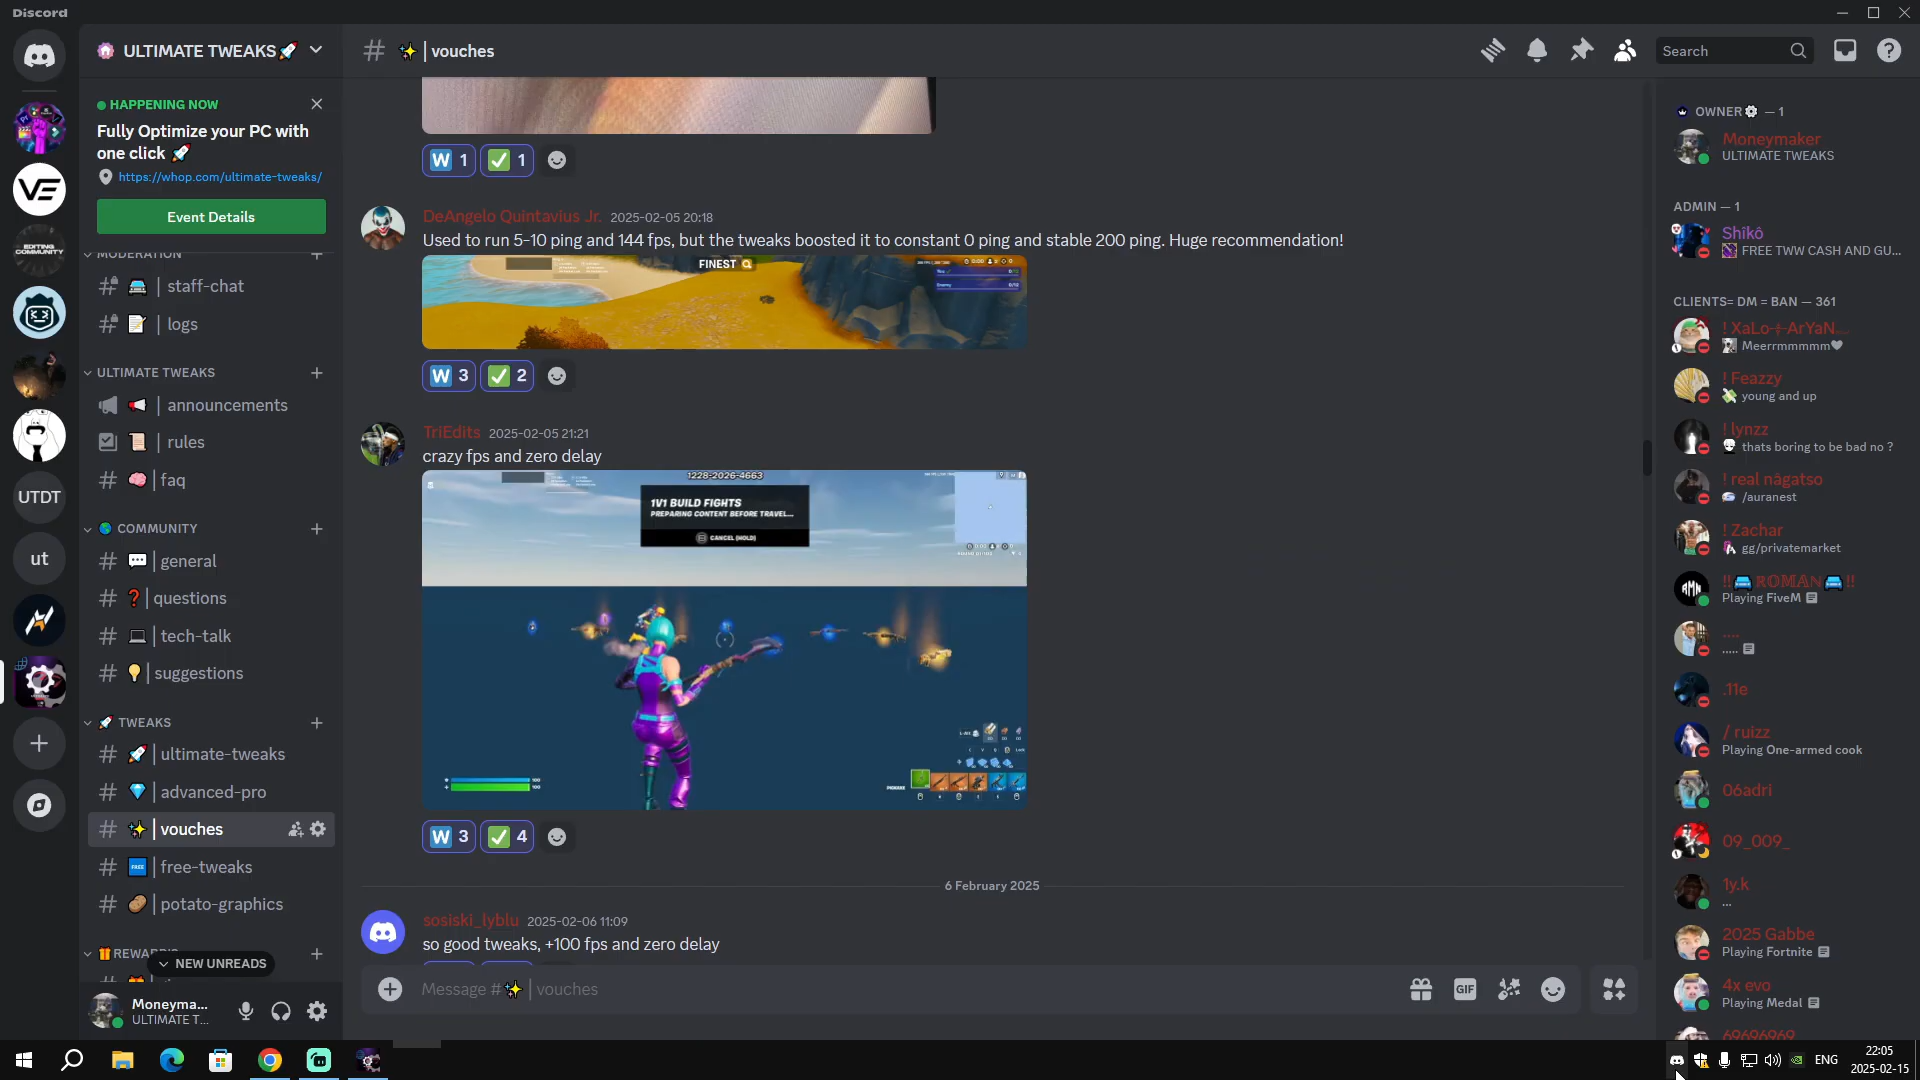 Discord
ULTIMATE TWEAKS
HAPPENING NOW
Fully Optimize your PC with
one click
https://whop.com/ultimate-tweaks/
Event Details
MODERATION
staff-chat
logs
ULTIMATE TWEAKS
announcements
rules
faq
COMMUNITY
general
questions
tech-talk
suggestions
TWEAKS
ultimate-tweaks
advanced-pro
vouches
free-tweaks
potato-graphics
REWARDS
NEW UNREADS
Moneyma...
ULTIMATE T...
VE
EDITING
COMMUNITY
UTDT
ut
# | vouches
Search
W 1 1
DeAngelo Quintavius Jr. 2025-02-05 20:18
Used to run 5-10 ping and 144 fps, but the tweaks boosted it to constant 0 ping and stable 200 ping. Huge recommendation!
FINEST
W 3 2
TriEdits 2025-02-05 21:21
crazy fps and zero delay
1228-2026-4663
1V1 BUILD FIGHTS
PREPARING CONTENT BEFORE TRAVEL...
CANCEL (HOLD)
W 3 4
6 February 2025
sosiski_lyblu 2025-02-06 11:09
so good tweaks, +100 fps and zero delay
Message # | vouches
GIF
OWNER — 1
Moneymaker
ULTIMATE TWEAKS
ADMIN — 1
Shīkô
FREE TWW CASH AND GU...
CLIENTS= DM = BAN — 361
Meerrmmmmm
! Feazzy
young and up
! lynzz
thats boring to be bad no ?
! real nâgatso
/auranest
! Zachar
gg/privatemarket
!! ROMAN !!
Playing FiveM
....
.....
.11e
/ ruizz
Playing One-armed cook
06adri
09_009_
1y.k
...
2025 Gabbe
Playing Fortnite
4x evo
Playing Medal
69696969
ENG
22:05
2025-02-15